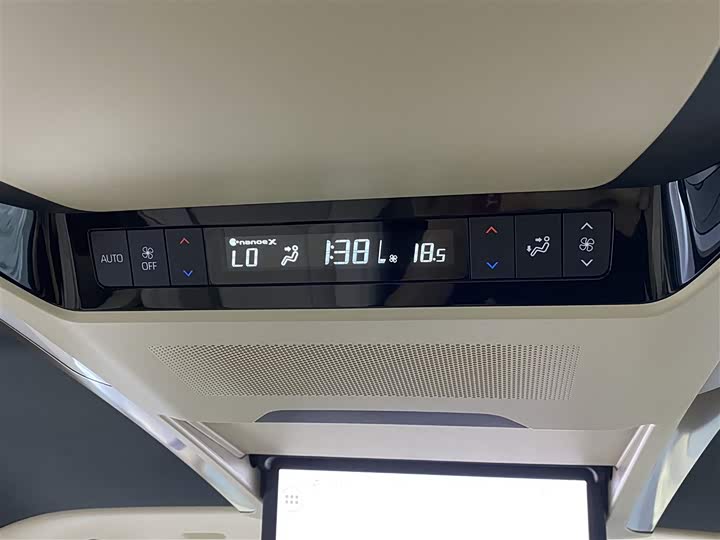 AUTO
OFF
nanoeX
LO
1:38
L
18.5